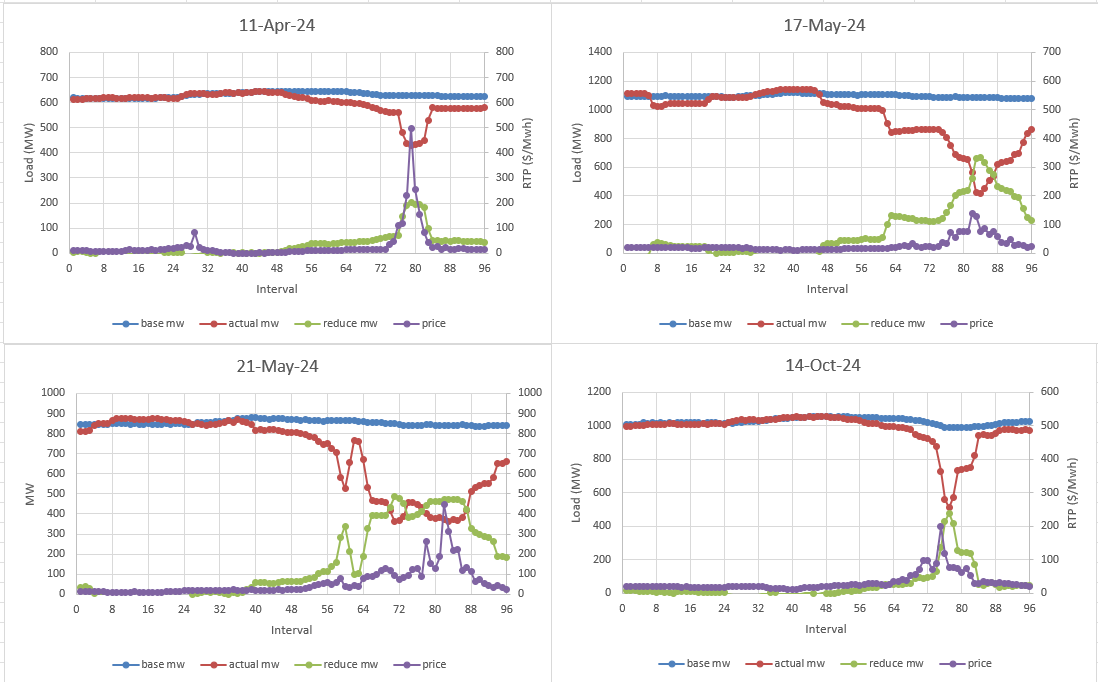 11-Apr-24
800 800
700 700
600 600
500 500
400 400
300 300
200 200
100 100
0 0
Load (MW)
RTP ($/Mwh)
0 8 16 24 32 40 48 56 64 72 80 88 96
Interval
base mw actual mw reduce mw price
17-May-24
1400 700
1200 600
1000 500
800 400
600 300
400 200
200 100
0 0
Load (MW)
RTP ($/Mwh)
0 8 16 24 32 40 48 56 64 72 80 88 96
Interval
base mw actual mw reduce mw price
21-May-24
1000 1000
900 900
800 800
700 700
600 600
500 500
400 400
300 300
200 200
100 100
0 0
MW
0 8 16 24 32 40 48 56 64 72 80 88 96
Interval
base mw actual mw reduce mw price
14-Oct-24
1200 600
1000 500
800 400
600 300
400 200
200 100
0 0
Load (MW)
RTP ($/Mwh)
0 8 16 24 32 40 48 56 64 72 80 88 96
Interval
base mw actual mw reduce mw price